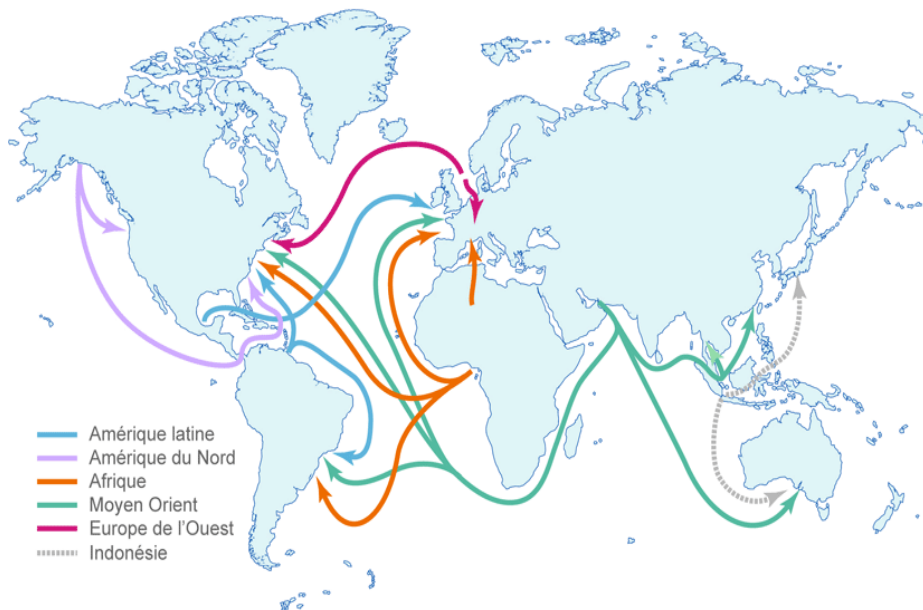 Amérique latine
Amérique du Nord
Afrique
Moyen Orient
Europe de l'Ouest
Indonésie